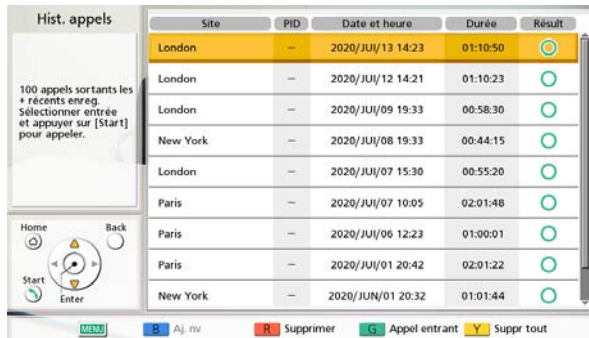 Hist. appels
Site PID Date et heure Durée Résult
London – 2020/JUI/13 14:23 01:10:50
London – 2020/JUI/12 14:21 01:10:23
London – 2020/JUI/09 19:33 00:58:30
New York – 2020/JUI/08 19:33 00:44:15
London – 2020/JUI/07 15:30 00:55:20
Paris – 2020/JUI/07 10:05 02:01:48
Paris – 2020/JUI/06 12:23 01:00:01
Paris – 2020/JUI/01 20:42 02:01:22
New York – 2020/JUN/01 20:32 01:01:44
100 appels sortants les
+ récents enreg.
Sélectionner entrée
et appuyer sur [Start]
pour appeler.
Home Back
Start
Enter
MENU B Aj. nv R Supprimer G Appel entrant Y Suppr tout